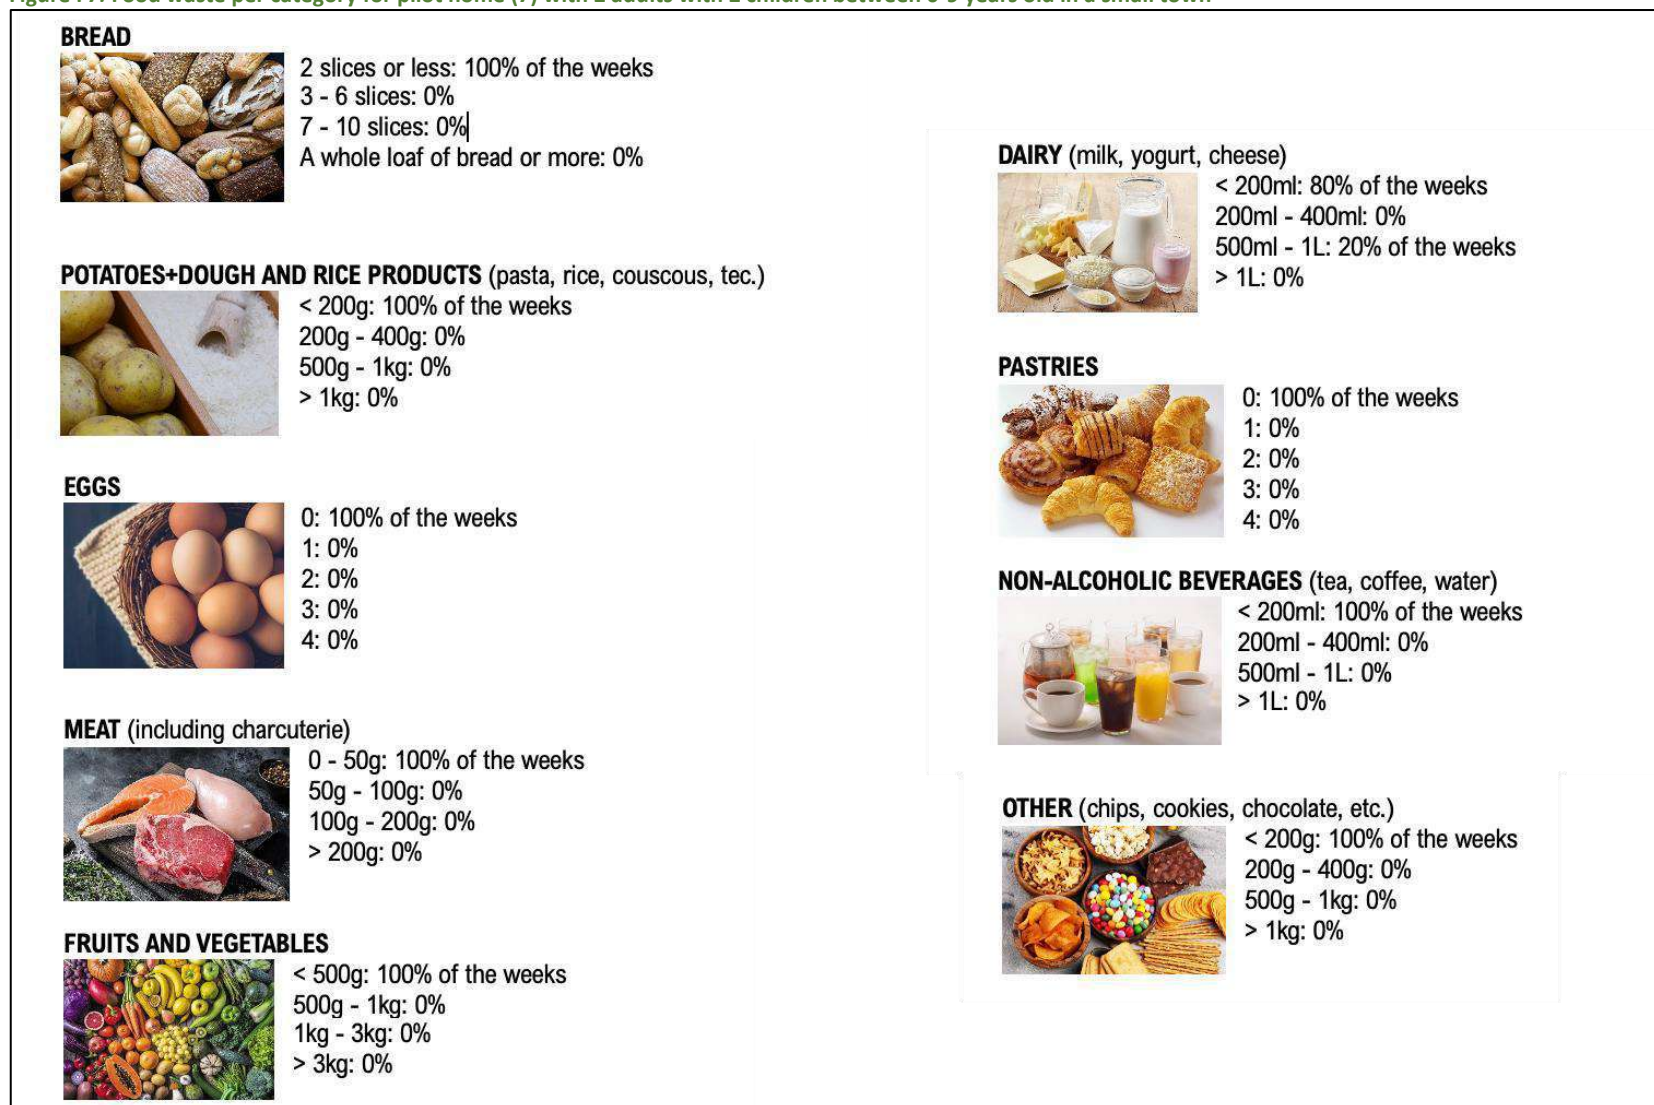 BREAD
2 slices or less: 100% of the weeks
3 - 6 slices: 0%
7 - 10 slices: 0%
A whole loaf of bread or more: 0%
POTATOES+DOUGH AND RICE PRODUCTS (pasta, rice, couscous, tec.)
< 200g: 100% of the weeks
200g - 400g: 0%
500g - 1kg: 0%
> 1kg: 0%
EGGS
0: 100% of the weeks
1: 0%
2: 0%
3: 0%
4: 0%
MEAT (including charcuterie)
0 - 50g: 100% of the weeks
50g - 100g: 0%
100g - 200g: 0%
> 200g: 0%
FRUITS AND VEGETABLES
< 500g: 100% of the weeks
500g - 1kg: 0%
1kg - 3kg: 0%
> 3kg: 0%
DAIRY (milk, yogurt, cheese)
< 200ml: 80% of the weeks
200ml - 400ml: 0%
500ml - 1L: 20% of the weeks
> 1L: 0%
PASTRIES
0: 100% of the weeks
1: 0%
2: 0%
3: 0%
4: 0%
NON-ALCOHOLIC BEVERAGES (tea, coffee, water)
< 200ml: 100% of the weeks
200ml - 400ml: 0%
500ml - 1L: 0%
> 1L: 0%
OTHER (chips, cookies, chocolate, etc.)
< 200g: 100% of the weeks
200g - 400g: 0%
500g - 1kg: 0%
> 1kg: 0%